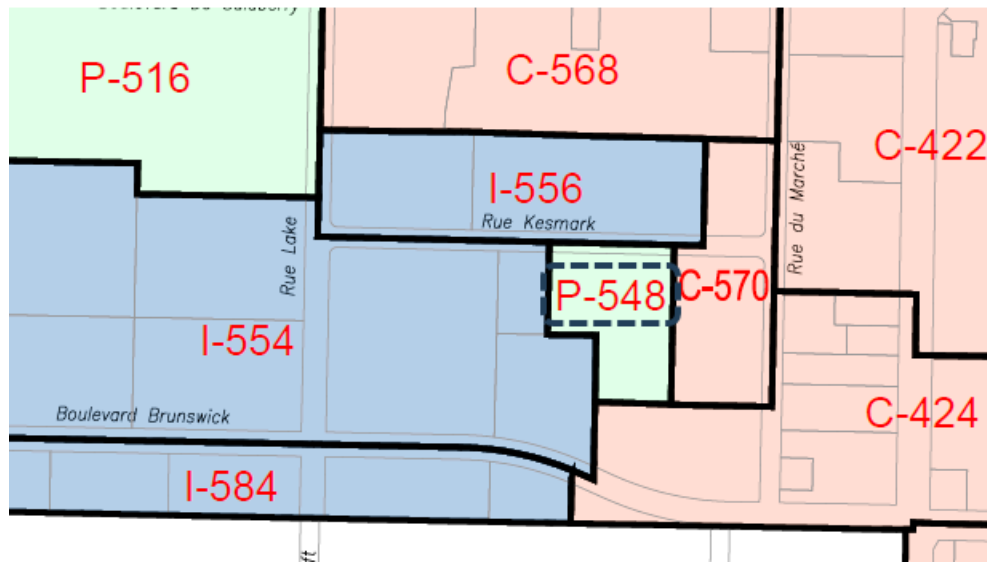 P-516
C-568
C-422
I-556
Rue Kesmark
Rue du Marché
Rue Lake
P-548
C-570
I-554
Boulevard Brunswick
C-424
I-584